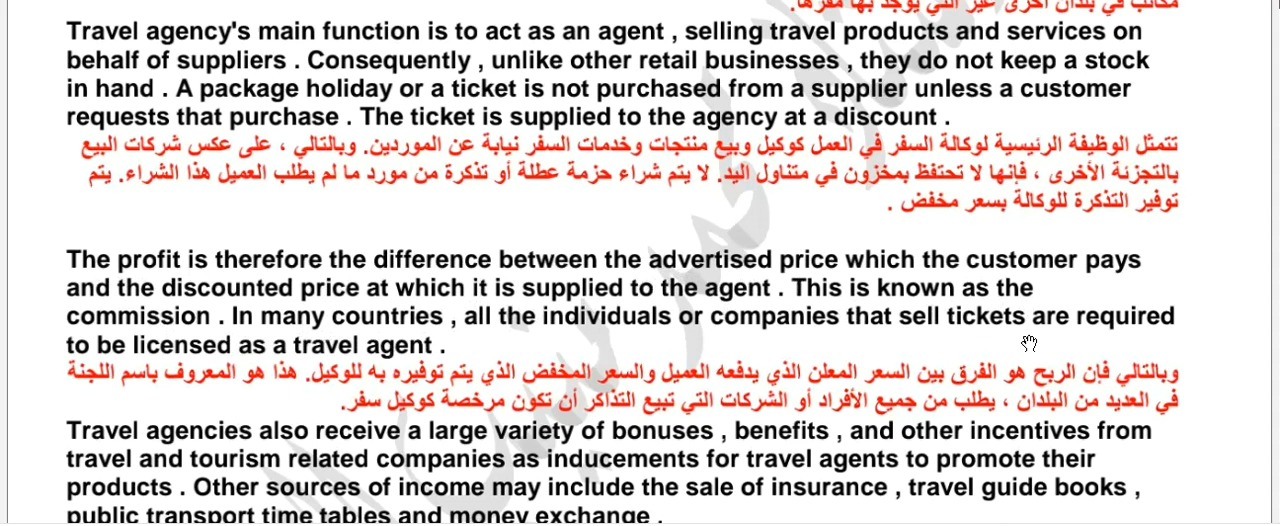 مكاتب في بلدان أخرى غير التي يوجد بها مقرها.
Travel agency's main function is to act as an agent , selling travel products and services on
behalf of suppliers . Consequently , unlike other retail businesses , they do not keep a stock
in hand . A package holiday or a ticket is not purchased from a supplier unless a customer
requests that purchase . The ticket is supplied to the agency at a discount .
تتمثل الوظيفة الرئيسية لوكالة السفر في العمل كوكيل وبيع منتجات وخدمات السفر نيابة عن الموردين. وبالتالي ، على عكس شركات البيع
بالتجزئة الأخرى ، فإنها لا تحتفظ بمخزون في متناول اليد. لا يتم شراء حزمة عطلة أو تذكرة من مورد ما لم يطلب العميل هذا الشراء. يتم
توفير التذكرة للوكالة بسعر مخفض .
The profit is therefore the difference between the advertised price which the customer pays
and the discounted price at which it is supplied to the agent . This is known as the
commission . In many countries , all the individuals or companies that sell tickets are required
to be licensed as a travel agent .
وبالتالي فإن الربح هو الفرق بين السعر المعلن الذي يدفعه العميل والسعر المخفض الذي يتم توفيره به للوكيل. هذا هو المعروف باسم اللجنة
في العديد من البلدان ، يطلب من جميع الأفراد أو الشركات التي تبيع التذاكر أن تكون مرخصة كوكيل سفر.
Travel agencies also receive a large variety of bonuses , benefits , and other incentives from
travel and tourism related companies as inducements for travel agents to promote their
products . Other sources of income may include the sale of insurance , travel guide books ,
public transport time tables and money exchange .